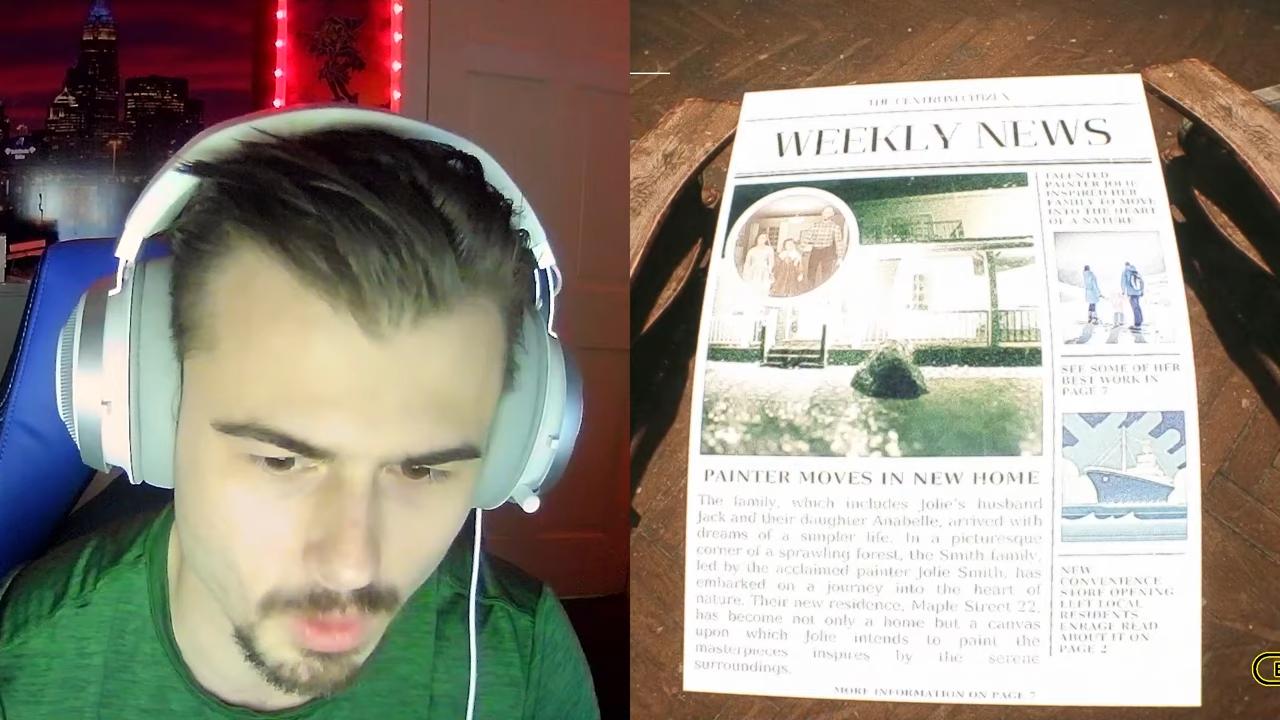 THE CENTRUM CITIZEN
WEEKLY NEWS
TALENTED
PAINTER JOLIE
INSPIRED HER
FAMILY TO MOVE
INTO THE HEART
OF A NATURE
SEE SOME OF HER
BEST WORK IN
PAGE 7
PAINTER MOVES IN NEW HOME
The family, which includes Jolie's husband
Jack and their daughter Anabelle, arrived with
dreams of a simpler life. In a picturesque
corner of a sprawling forest, the Smith family,
led by the acclaimed painter Jolie Smith, has
embarked on a journey into the heart of
nature. Their new residence, Maple Street 22,
has become not only a home but a canvas
upon which Jolie intends to paint the
masterpieces inspires by the serene
surroundings.
MORE INFORMATION ON PAGE 7
NEW
CONVENIENCE
STORE OPENING
LEFT LOCAL
RESIDENTS
ENRAGE READ
ABOUT IT ON
PAGE 2